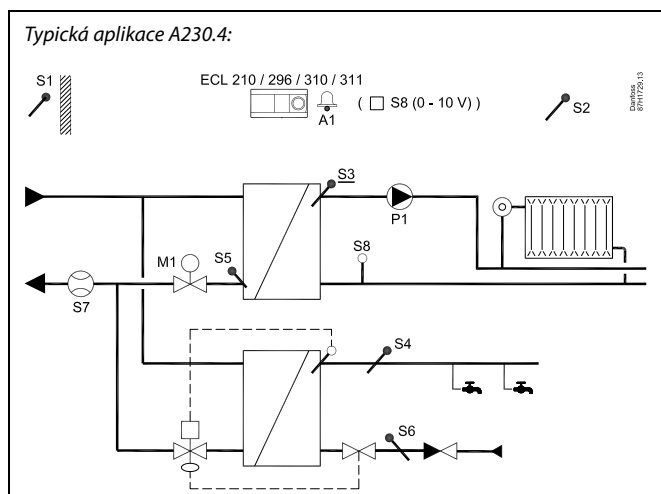 Typická aplikace A230.4:
S1
ECL 210 / 296 / 310 / 311
A1
( S8 (0 - 10 V) )
S2
Danfoss
87H1729.13
S3
P1
M1
S5
S8
S7
S4
S6